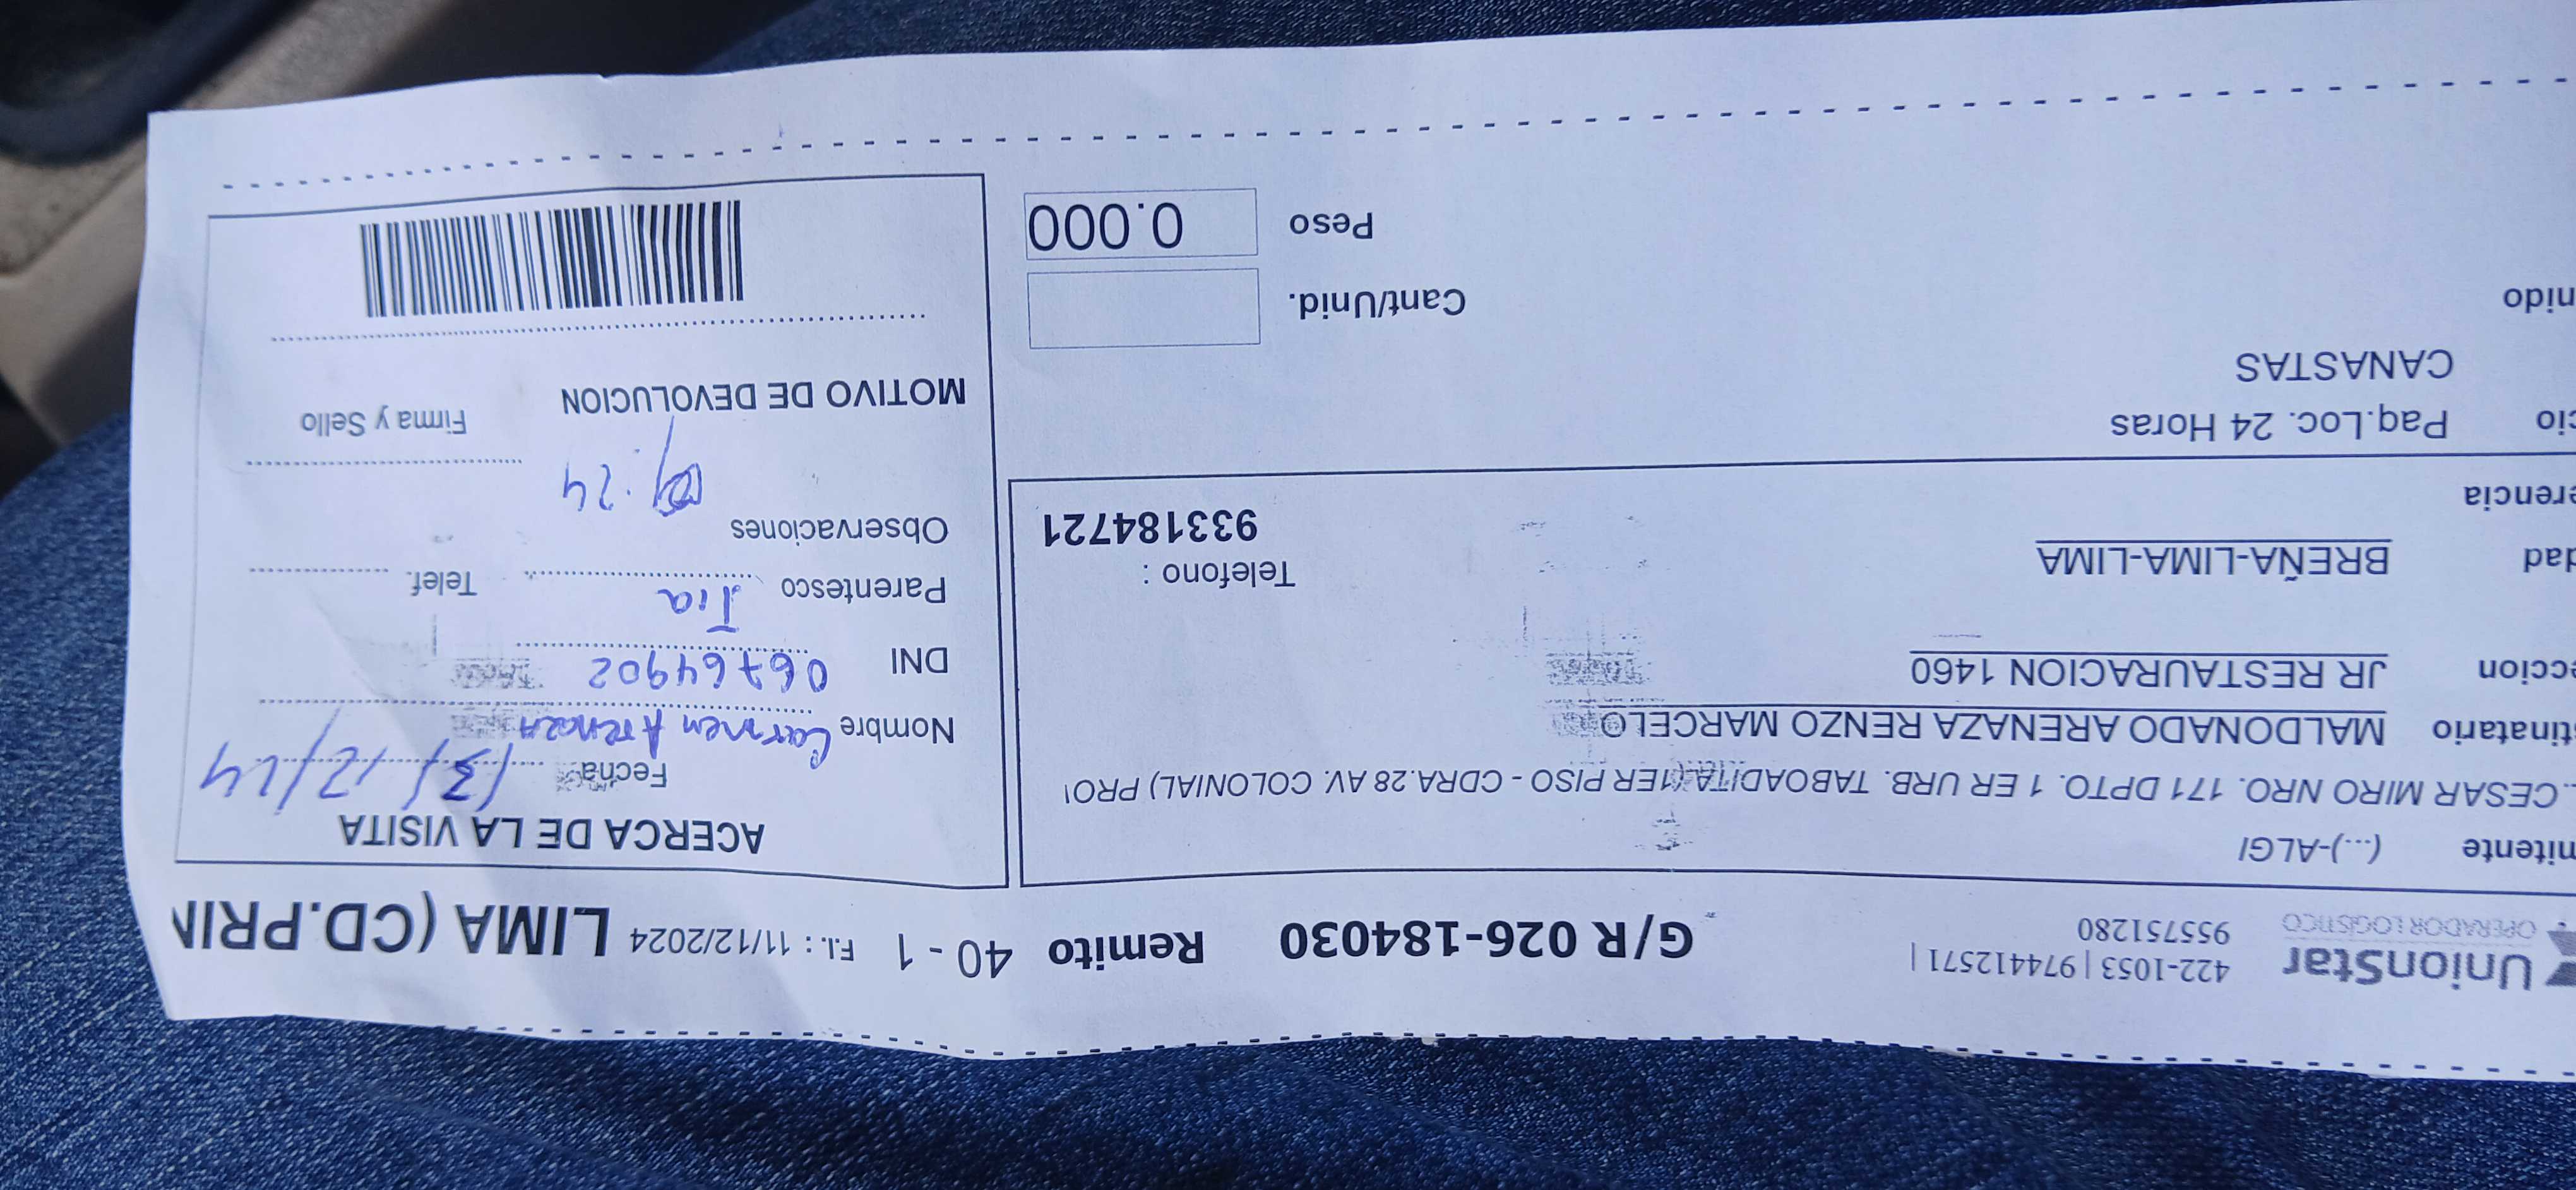 UnionStar
OPERADOR LOGÍSTICO
422-1053 | 974412571 |
955751280
G/R 026-184030
Remito 40 - 1
F.I. : 11/12/2024
LIMA (CD.PRIN
mitente (...)-ALGI
.CESAR MIRO NRO. 171 DPTO. 1 ER URB. TABOADITA (1ER PISO - CDRA.28 AV. COLONIAL) PRO!
tinatario MALDONADO ARENAZA RENZO MARCELO
eccion JR RESTAURACION 1460
dad BREÑA-LIMA-LIMA
erencia
Telefono :
933184721
cio Paq.Loc. 24 Horas
CANASTAS
nido
Cant/Unid.
Peso 0.000
ACERCA DE LA VISITA
Fecha 13/12/24
Nombre Carmen Arenaza
DNI 06764902
Parentesco Tia Telef.
Observaciones
:24
MOTIVO DE DEVOLUCION
Firma y Sello